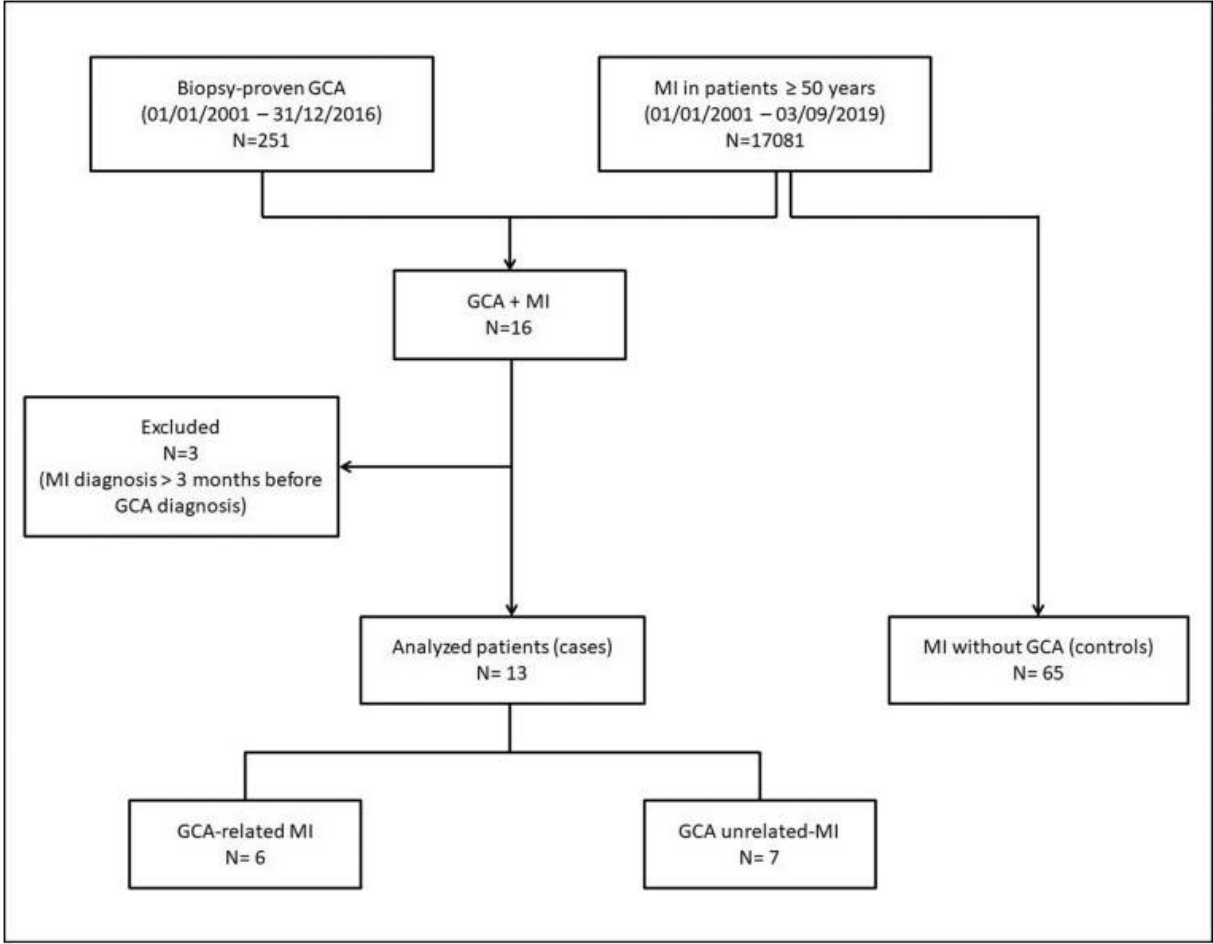 Biopsy-proven GCA
(01/01/2001 – 31/12/2016)
N=251
MI in patients ≥ 50 years
(01/01/2001 – 03/09/2019)
N=17081
GCA + MI
N=16
Excluded
N=3
(MI diagnosis > 3 months before
GCA diagnosis)
Analyzed patients (cases)
N= 13
MI without GCA (controls)
N= 65
GCA-related MI
N= 6
GCA unrelated-MI
N= 7